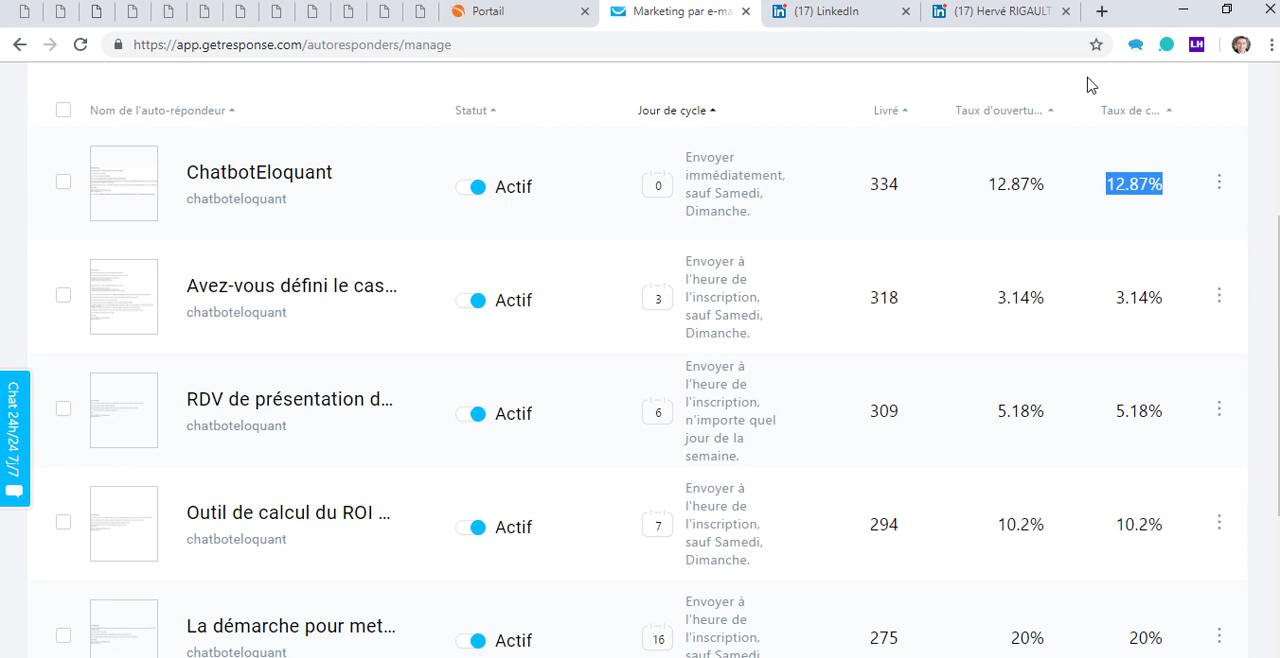 Portail
Marketing par e-ma
(17) LinkedIn
(17) Hervé RIGAULT
https://app.getresponse.com/autoresponders/manage
LH
Nom de l'auto-répondeur
Statut
Jour de cycle
Livré
Taux d'ouvertu...
Taux de c...
ChatbotEloquant
chatboteloquant
Actif
0
Envoyer
immédiatement,
sauf Samedi,
Dimanche.
334
12.87%
12.87%
Avez-vous défini le cas...
chatboteloquant
Actif
3
Envoyer à
l'heure de
l'inscription,
sauf Samedi,
Dimanche.
318
3.14%
3.14%
RDV de présentation d...
chatboteloquant
Actif
6
Envoyer à
l'heure de
l'inscription,
n'importe quel
jour de la
semaine.
309
5.18%
5.18%
Outil de calcul du ROI ...
chatboteloquant
Actif
7
Envoyer à
l'heure de
l'inscription,
sauf Samedi,
Dimanche.
294
10.2%
10.2%
La démarche pour met...
chatboteloquant
Actif
16
Envoyer à
l'heure de
l'inscription,
sauf Samedi
275
20%
20%
Chat 24h/24 7j/7